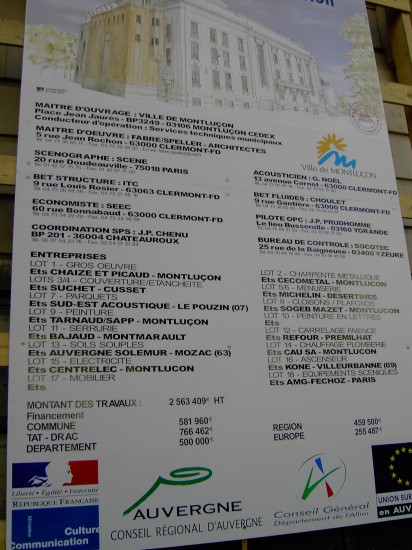 MAITRE D'OUVRAGE : VILLE DE MONTLUÇON
Place Jean Jaurès - BP3249 - 03106 MONTLUÇON CEDEX
Conducteur d'opération : Services techniques municipaux
MAITRE D'OEUVRE : FABRE/SPELLER - ARCHITECTES
5 rue Jean Rochon - 63000 CLERMONT-FD
SCENOGRAPHE : SCENE
20 rue Doudeauville - 75018 PARIS
BET STRUCTURE : ITC
9 rue Louis Rosier - 63063 CLERMONT-FD
ECONOMISTE : SEEC
60 rue Bonnabaud - 63000 CLERMONT-FD
COORDINATION SPS : J.P. CHENU
BP 201 - 36004 CHATEAUROUX
Ville de MONTLUÇON
ACOUSTICIEN : G. NOEL
13 avenue Carnot - 63000 CLERMONT-FD
BET FLUIDES : CHOULET
9 rue Gantière - 63000 CLERMONT-FD
PILOTE OPC : J.P. PRUDHOMME
Le lieu Busserolle - 03160 YGRANDE
BUREAU DE CONTROLE : SOCOTEC
25 rue de la Baigneuse - 03400 YZEURE
ENTREPRISES
LOT 1 - GROS OEUVRE
Ets CHAIZE ET PICAUD - MONTLUÇON
LOTS 3/4 - COUVERTURE/ETANCHEITE
Ets SUCHET - CUSSET
LOT 7 - PARQUETS
Ets SUD-EST ACOUSTIQUE - LE POUZIN (07)
LOT 9 - PEINTURE
Ets TARNAUD/SAPP - MONTLUÇON
LOT 11 - SERRURERIE
Ets BAJAUD - MONTMARAULT
LOT 13 - SOLS SOUPLES
Ets AUVERGNE SOLEMUR - MOZAC (63)
LOT 15 - ELECTRICITE
Ets CENTRELEC - MONTLUCON
LOT 17 - MOBILIER
Ets
LOT 2 - CHARPENTE METALLIQUE
Ets CECOMETAL - MONTLUÇON
LOT 5/6 - MENUISERIE
Ets MICHELIN - DESERTINES
LOT 8 - CLOISONS / PLAFONDS
Ets SOGEB MAZET - MONTLUÇON
LOT 10 - PEINTURE EN LETTRES
Ets
LOT 12 - CARRELAGE FAIENCE
Ets REFOUR - PREMILHAT
LOT 14 - CHAUFFAGE PLOMBERIE
Ets CAU SA - MONTLUÇON
LOT 16 - ASCENSEUR
Ets KONE - VILLEURBANNE (69)
LOT 18 - EQUIPEMENTS SCENIQUES
Ets AMG-FECHOZ - PARIS
MONTANT DES TRAVAUX : 2 563 409€ HT
Financement
COMMUNE 581 960€
TAT - DRAC 766 462€
DEPARTEMENT 500 000€
REGION 459 500€
EUROPE 255 487€
Liberté • Égalité • Fraternité
RÉPUBLIQUE FRANÇAISE
Culture
Communication
AUVERGNE
CONSEIL RÉGIONAL D'AUVERGNE
Conseil Général
Département de l'Allier
UNION EU
EN AUV